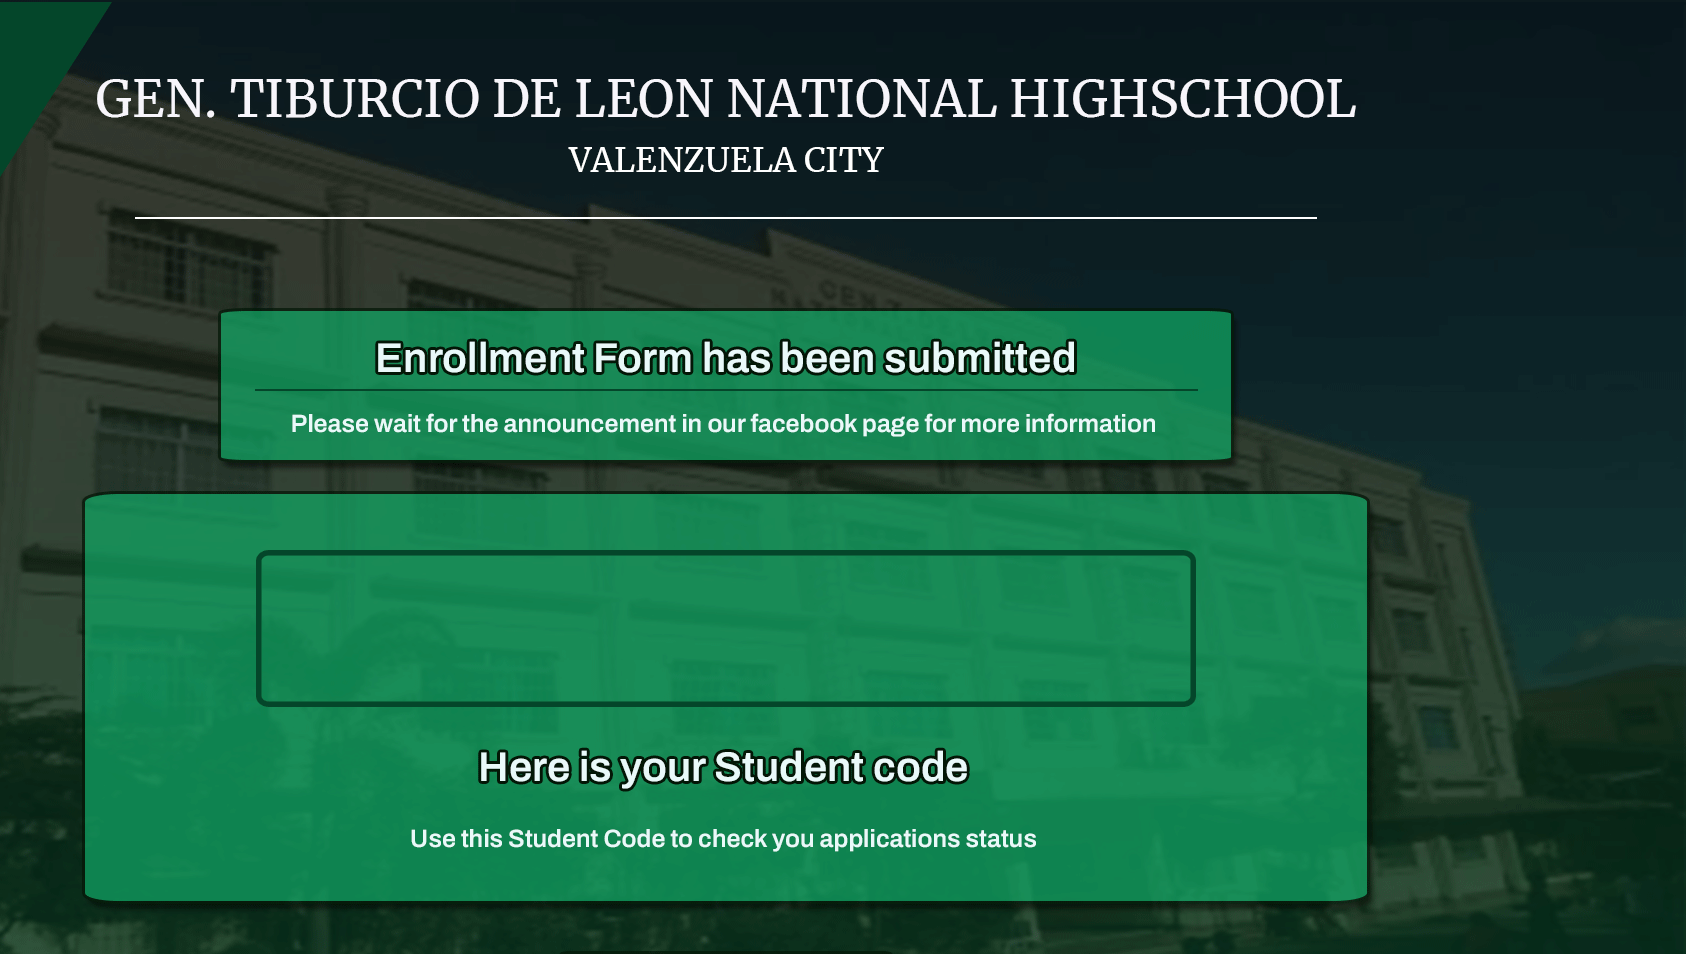 GEN. TIBURCIO DE LEON NATIONAL HIGHSCHOOL
VALENZUELA CITY
Enrollment Form has been submitted
Please wait for the announcement in our facebook page for more information
Here is your Student code
Use this Student Code to check you applications status